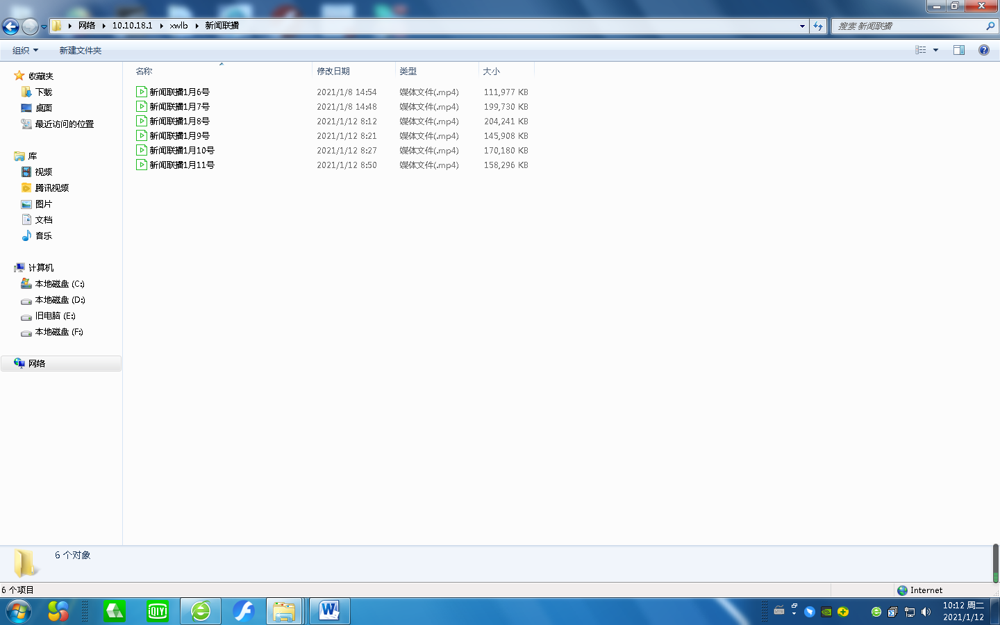 网络 10.10.18.1 xwlb 新闻联播
搜索 新闻联播
组织 新建文件夹
收藏夹
下载
桌面
最近访问的位置
库
视频
腾讯视频
图片
文档
音乐
计算机
本地磁盘 (C:)
本地磁盘 (D:)
旧电脑 (E:)
本地磁盘 (F:)
网络
名称 修改日期 类型 大小
新闻联播1月6号 2021/1/8 14:54 媒体文件(.mp4) 111,977 KB
新闻联播1月7号 2021/1/8 14:48 媒体文件(.mp4) 199,730 KB
新闻联播1月8号 2021/1/12 8:12 媒体文件(.mp4) 204,241 KB
新闻联播1月9号 2021/1/12 8:21 媒体文件(.mp4) 145,908 KB
新闻联播1月10号 2021/1/12 8:27 媒体文件(.mp4) 170,180 KB
新闻联播1月11号 2021/1/12 8:50 媒体文件(.mp4) 158,296 KB
6 个对象
6 个项目
Internet
QIY
W
10:12 周二
2021/1/12